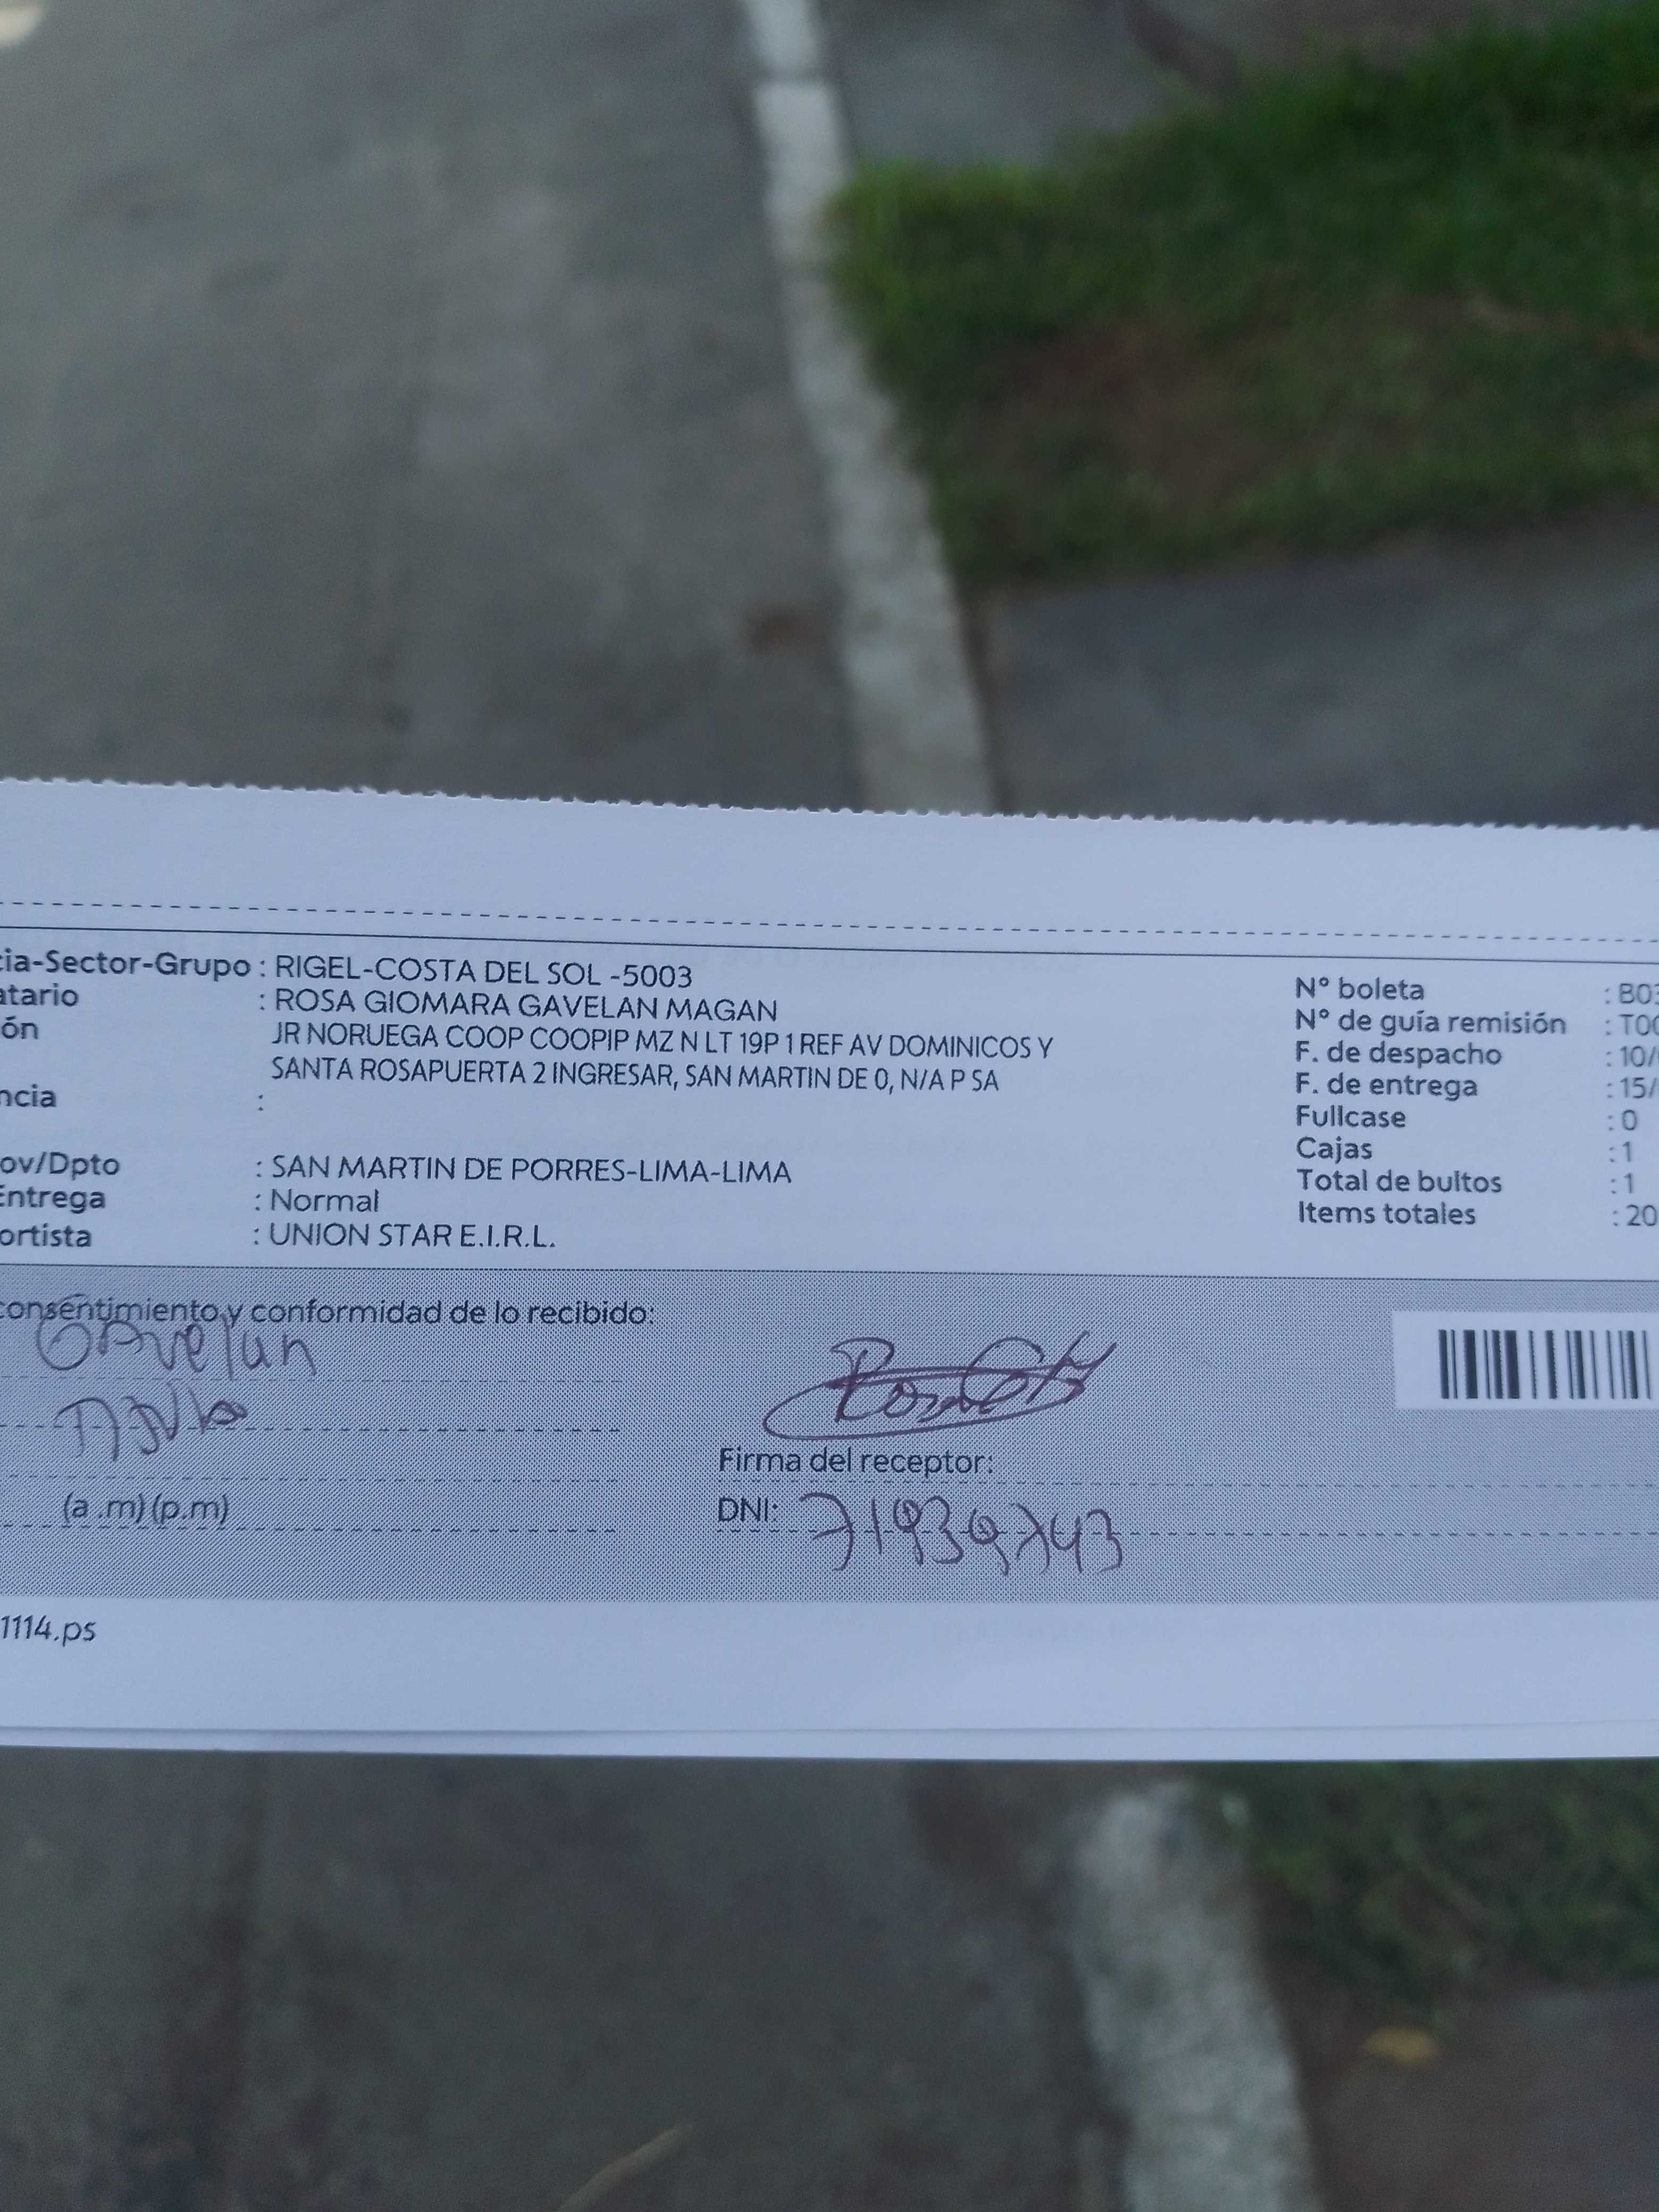 cia-Sector-Grupo : RIGEL-COSTA DEL SOL -5003
atario : ROSA GIOMARA GAVELAN MAGAN
ón JR NORUEGA COOP COOPIP MZ N LT 19P 1 REF AV DOMINICOS Y
SANTA ROSAPUERTA 2 INGRESAR, SAN MARTIN DE 0, N/A P SA
ncia :
ov/Dpto : SAN MARTIN DE PORRES-LIMA-LIMA
Entrega : Normal
ortista : UNION STAR E.I.R.L.
N° boleta : B03
N° de guía remisión : T00
F. de despacho : 10/
F. de entrega : 15/
Fullcase : 0
Cajas : 1
Total de bultos : 1
Items totales : 20
consentimiento y conformidad de lo recibido:
GAvelan
(a .m) (p.m)
Firma del receptor:
DNI:
1114.ps